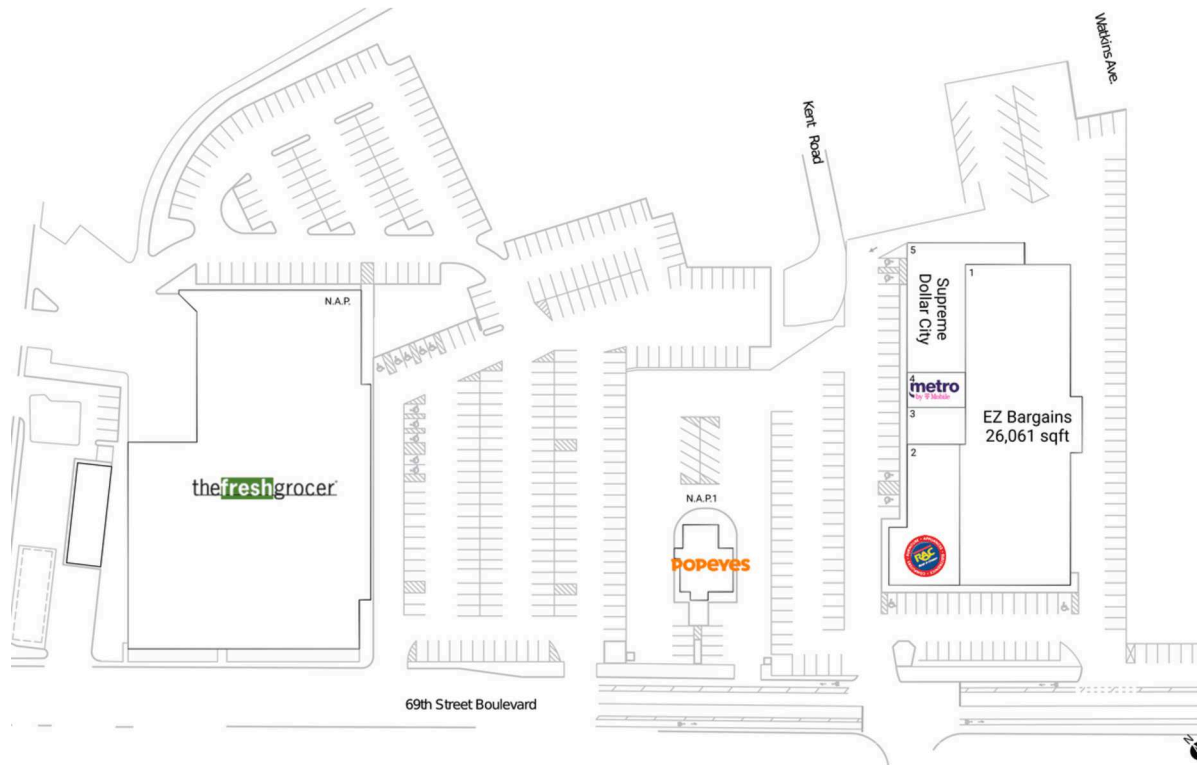 Watkins Ave.
Kent Road
5
1
Supreme
Dollar City
N.A.P.
4
metro
by T Mobile
3
EZ Bargains
26,061 sqft
2
thefreshgrocer
N.A.P.1
POPEYES
RAC
69th Street Boulevard
N